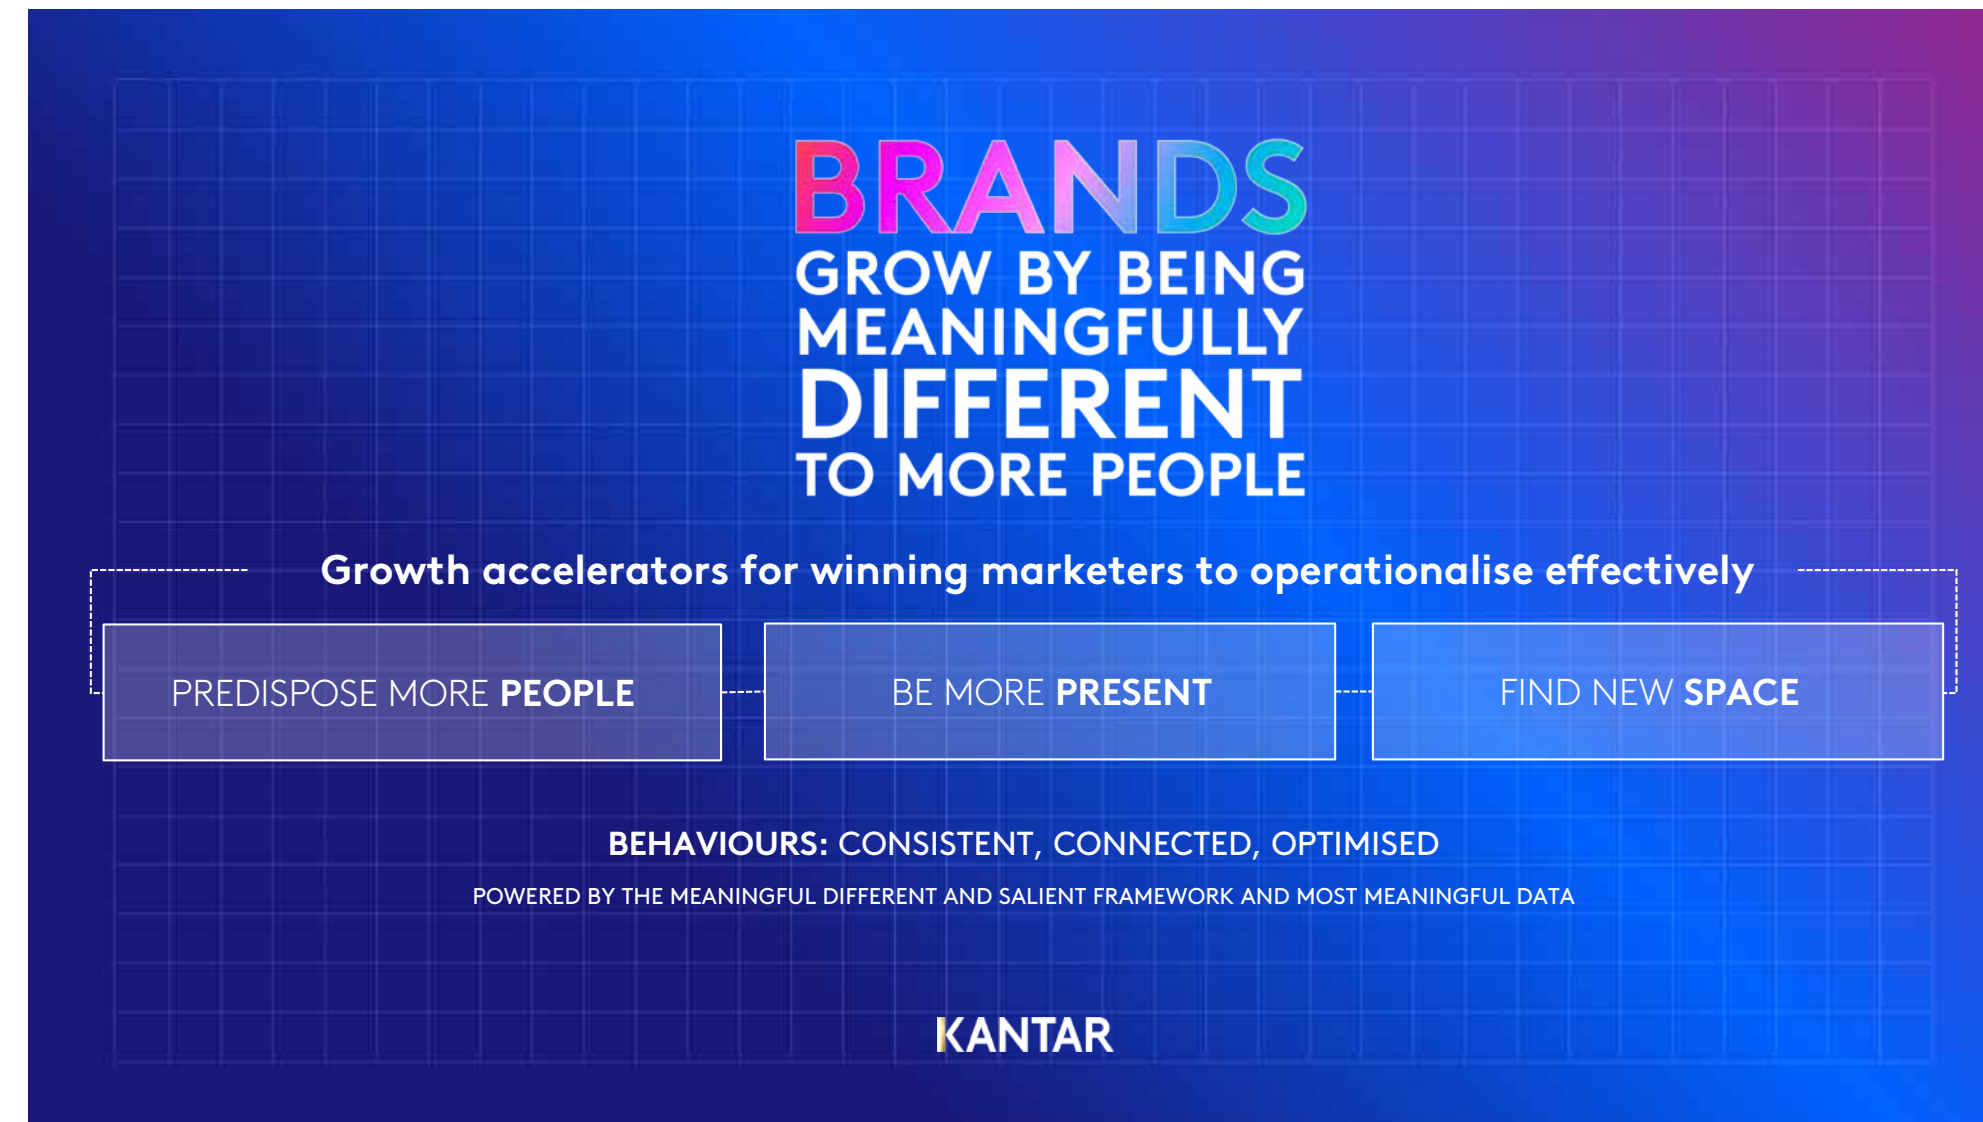 BRANDS
GROW BY BEING
MEANINGFULLY
DIFFERENT
TO MORE PEOPLE
Growth accelerators for winning marketers to operationalise effectively
PREDISPOSE MORE PEOPLE
BE MORE PRESENT
FIND NEW SPACE
BEHAVIOURS: CONSISTENT, CONNECTED, OPTIMISED
POWERED BY THE MEANINGFUL DIFFERENT AND SALIENT FRAMEWORK AND MOST MEANINGFUL DATA
KANTAR